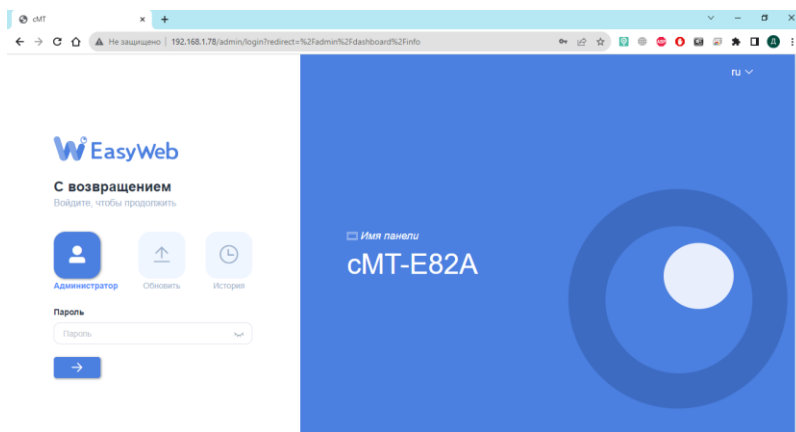 cMT
Не защищено | 192.168.1.78/admin/login?redirect=%2Fadmin%2Fdashboard%2Finfo
ru
EasyWeb
С возвращением
Войдите, чтобы продолжить
Администратор
Обновить
История
Пароль
Пароль
Имя панели
cMT-E82A